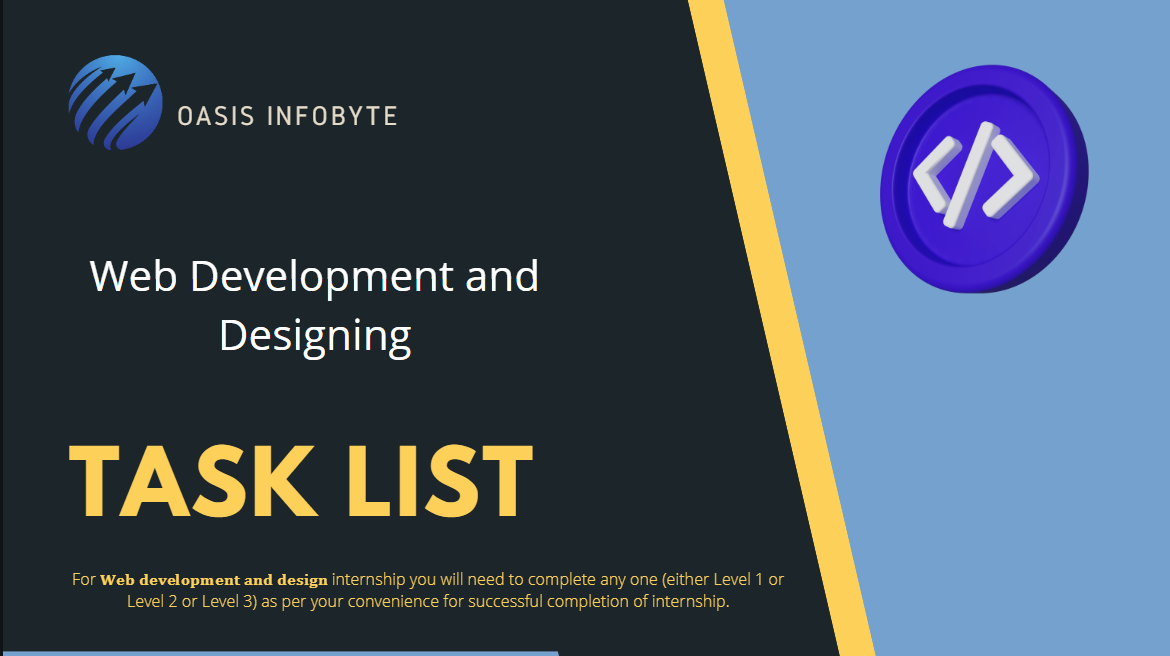 OASIS INFOBYTE
Web Development and
Designing
TASK LIST
For Web development and design internship you will need to complete any one (either Level 1 or
Level 2 or Level 3) as per your convenience for successful completion of internship.